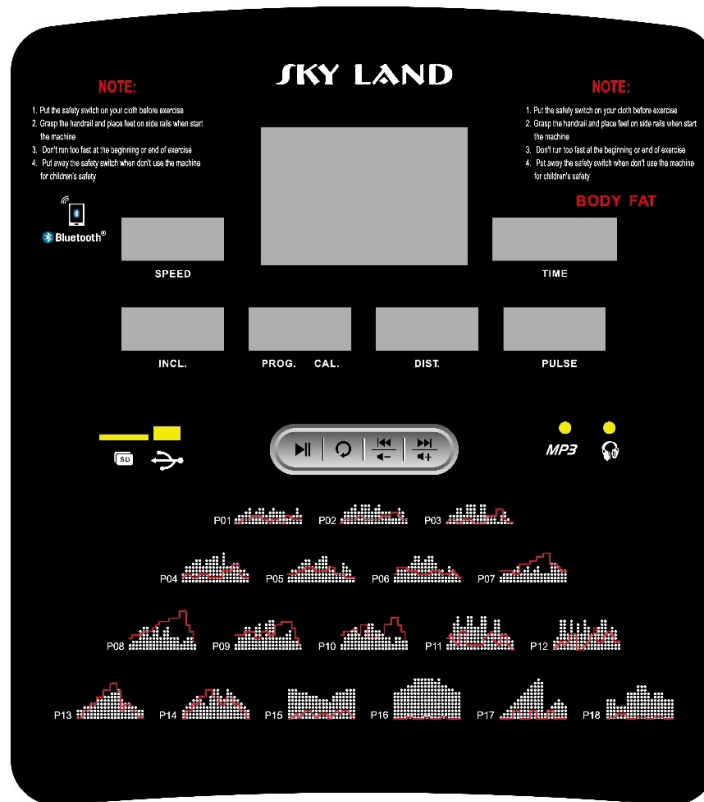 SKY LAND
NOTE:
1. Put the safety switch on your cloth before exercise
2. Grasp the handrail and place feet on side rails when start
the machine
3. Don't run too fast at the beginning or end of exercise
4. Put away the safety switch when don't use the machine
for children's safety
NOTE:
1. Put the safety switch on your cloth before exercise
2. Grasp the handrail and place feet on side rails when start
the machine
3. Don't run too fast at the beginning or end of exercise
4. Put away the safety switch when don't use the machine
for children's safety
BODY FAT
Bluetooth®
SPEED
TIME
INCL.
PROG. CAL.
DIST.
PULSE
SD
MP3
P01 P02 P03
P04 P05 P06 P07
P08 P09 P10 P11 P12
P13 P14 P15 P16 P17 P18